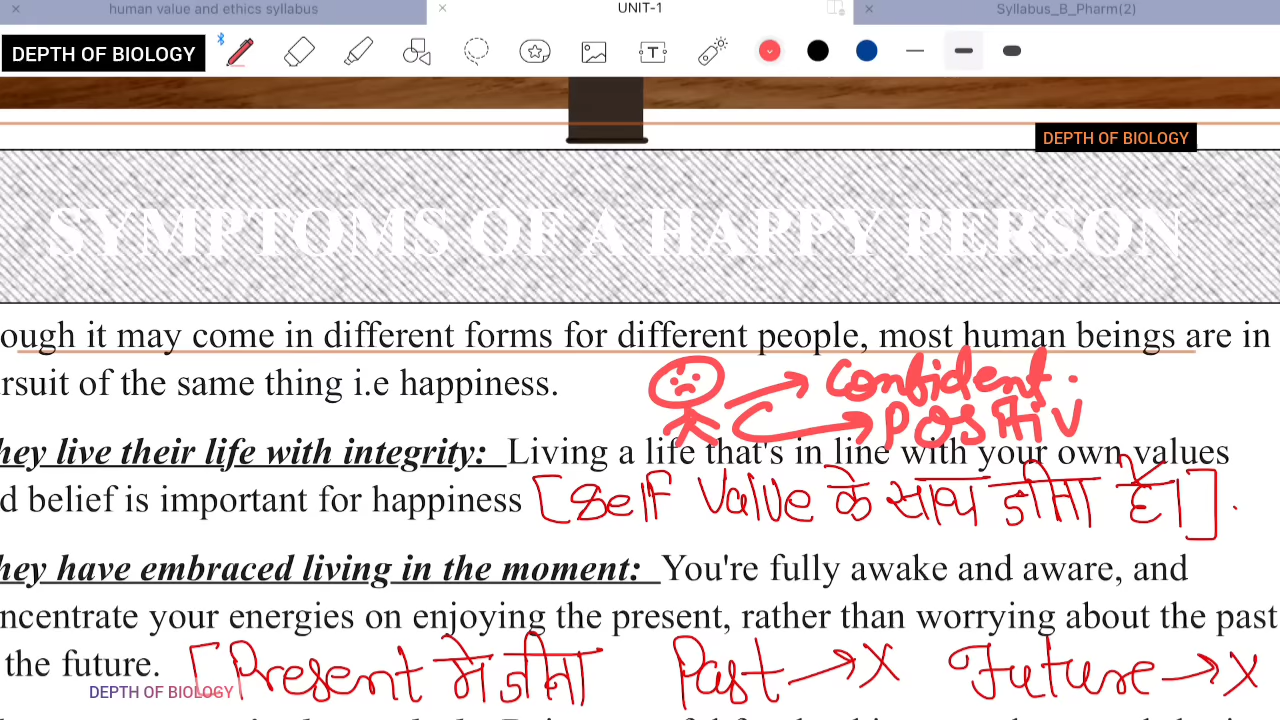 human value and ethics syllabus
UNIT-1
Syllabus_B_Pharm(2)
DEPTH OF BIOLOGY
DEPTH OF BIOLOGY
SYMPTOMS OF A HAPPY PERSON
ough it may come in different forms for different people, most human beings are in
rsuit of the same thing i.e happiness.
Confident.
Positiv
hey live their life with integrity: Living a life that's in line with your own values
d belief is important for happiness [Self Value के साथ जीना है।].
hey have embraced living in the moment: You're fully awake and aware, and
ncentrate your energies on enjoying the present, rather than worrying about the past
the future. [Present मे जीना Past → X Future → X
DEPTH OF BIOLOGY